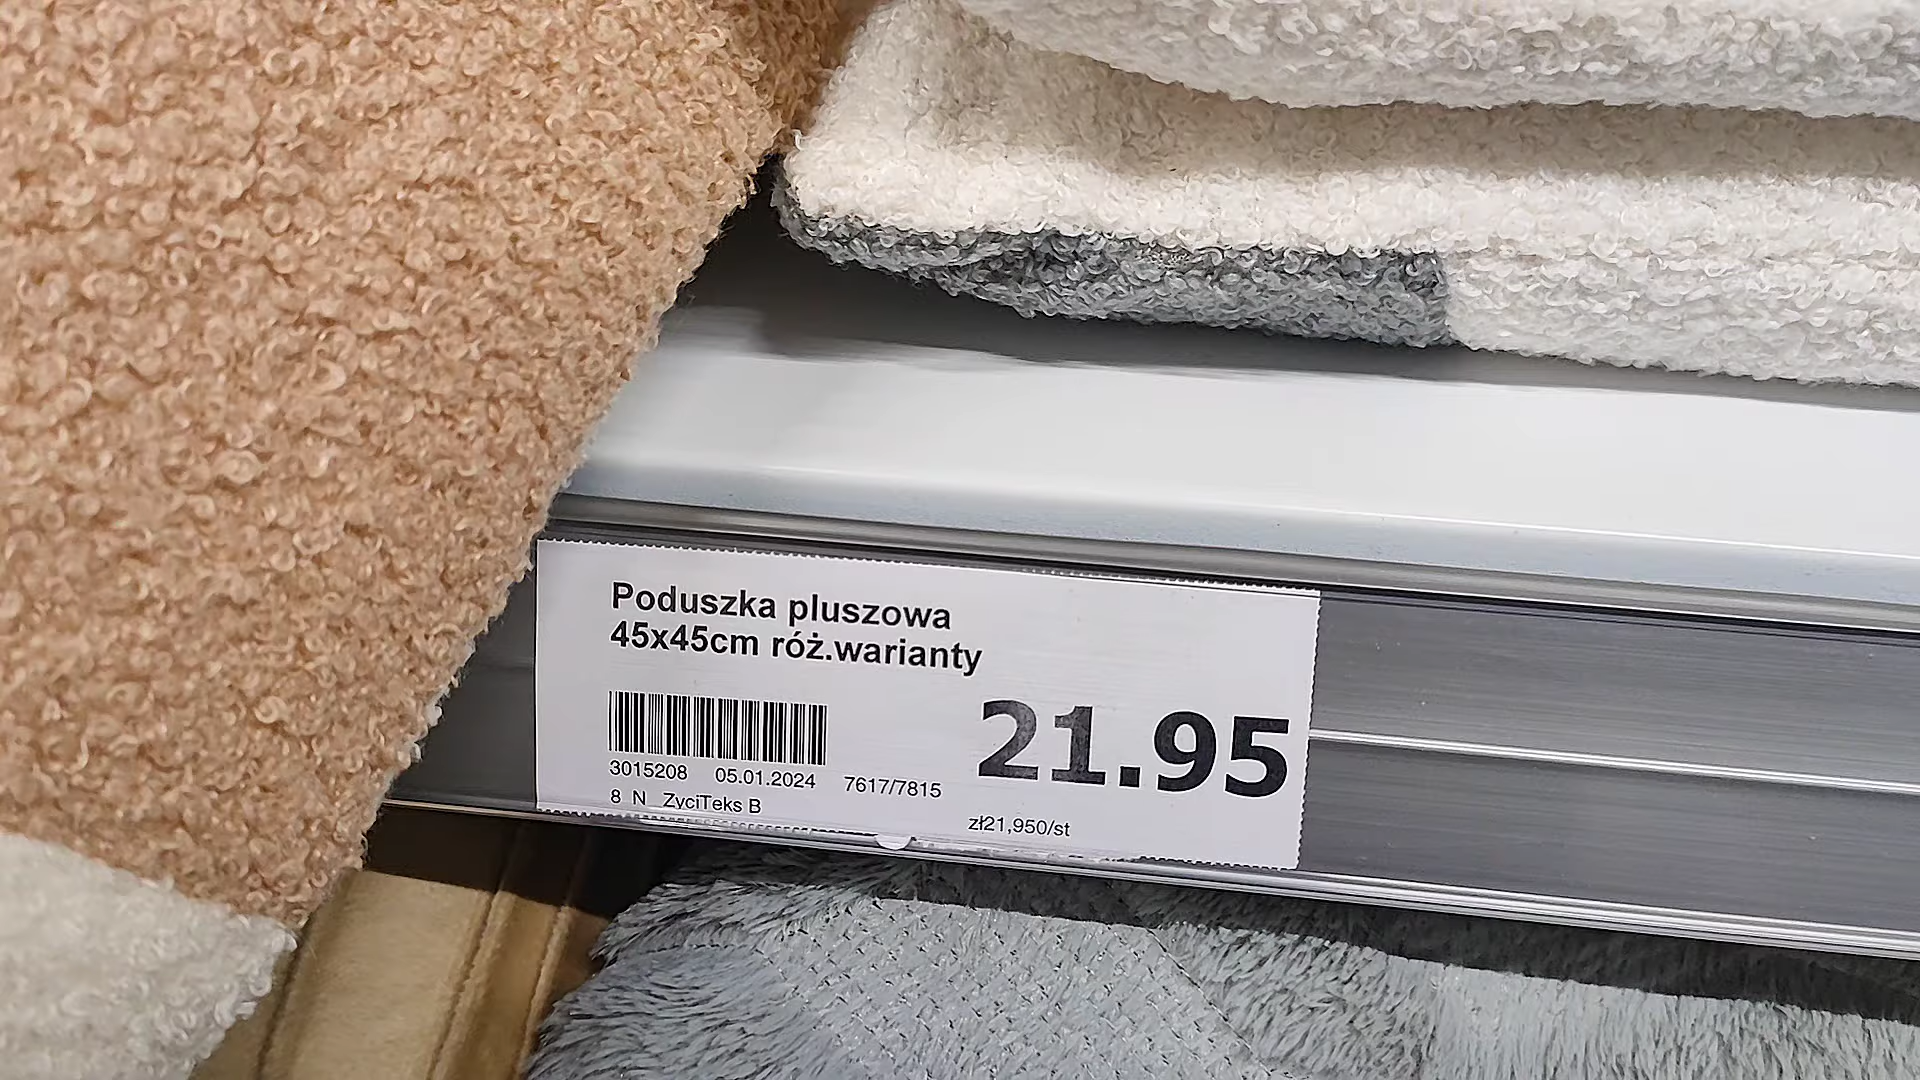 Poduszka pluszowa
45x45cm róż.warianty
21.95
3015208 05.01.2024 7617/7815
8 N ZyciTeks B
zł21,950/st